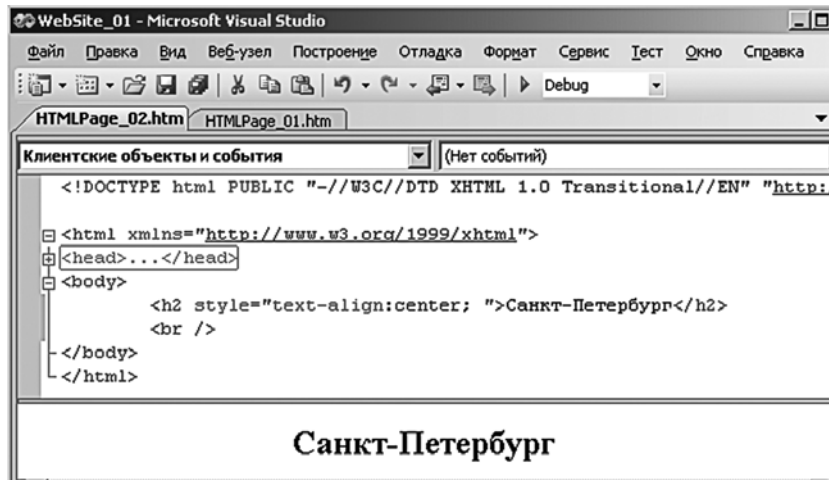 WebSite_01 - Microsoft Visual Studio
Файл Правка Вид Веб-узел Построение Отладка Формат Сервис Тест Окно Справка
Debug
HTMLPage_02.htm HTMLPage_01.htm
Клиентские объекты и события (Нет событий)
<!DOCTYPE html PUBLIC "-//W3C//DTD XHTML 1.0 Transitional//EN" "http:
<html xmlns="http://www.w3.org/1999/xhtml">
<head>...</head>
<body>
<h2 style="text-align:center; ">Санкт-Петербург</h2>
<br />
</body>
</html>
Санкт-Петербург